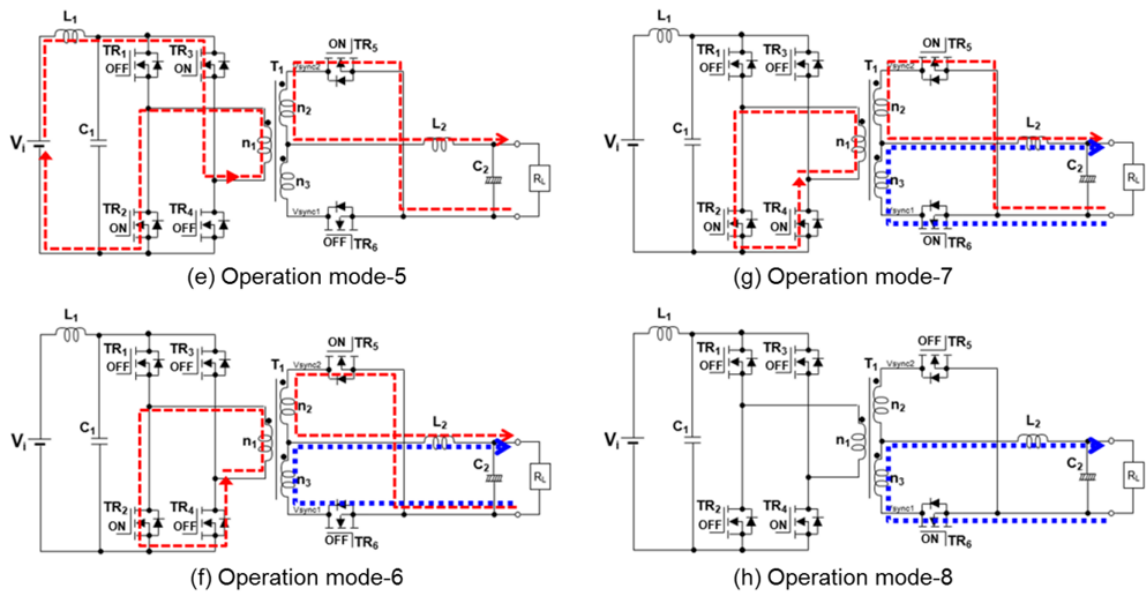 L1
TR1
OFF
TR3
ON
Vi
C1
TR2
ON
TR4
OFF
n1
T1
Vsync2
ON
TR5
n2
n3
L2
C2
RL
Vsync1
OFF
TR6
(e) Operation mode-5
L1
TR1
OFF
TR3
OFF
Vi
C1
TR2
ON
TR4
ON
n1
T1
Vsync2
ON
TR5
n2
n3
L2
C2
RL
Vsync1
ON
TR6
(g) Operation mode-7
L1
TR1
OFF
TR3
OFF
Vi
C1
TR2
ON
TR4
OFF
n1
T1
Vsync2
ON
TR5
n2
n3
L2
C2
RL
Vsync1
OFF
TR6
(f) Operation mode-6
L1
TR1
OFF
TR3
OFF
Vi
C1
TR2
OFF
TR4
OFF
n1
T1
Vsync2
OFF
TR5
n2
n3
L2
C2
RL
Vsync1
ON
TR6
(h) Operation mode-8